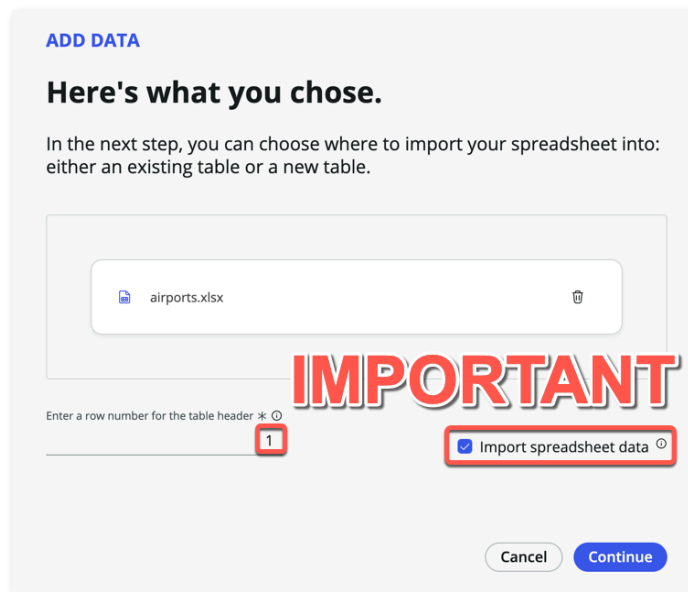 ADD DATA
Here's what you chose.
In the next step, you can choose where to import your spreadsheet into:
either an existing table or a new table.
airports.xlsx
IMPORTANT
Enter a row number for the table header *
1
Import spreadsheet data
Cancel
Continue